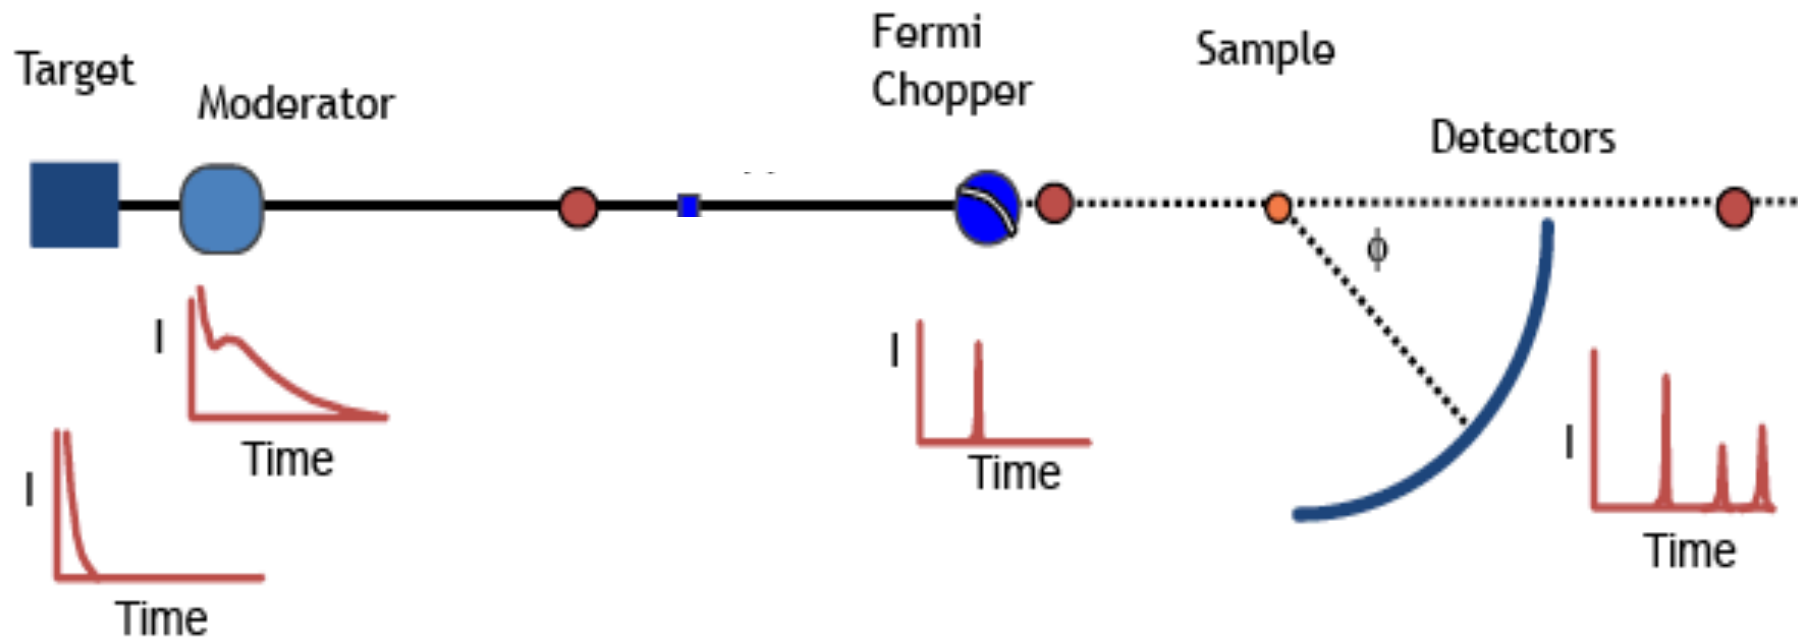 Target
Moderator
Fermi
Chopper
Sample
Detectors
ϕ
I
Time
I
Time
I
Time
I
Time